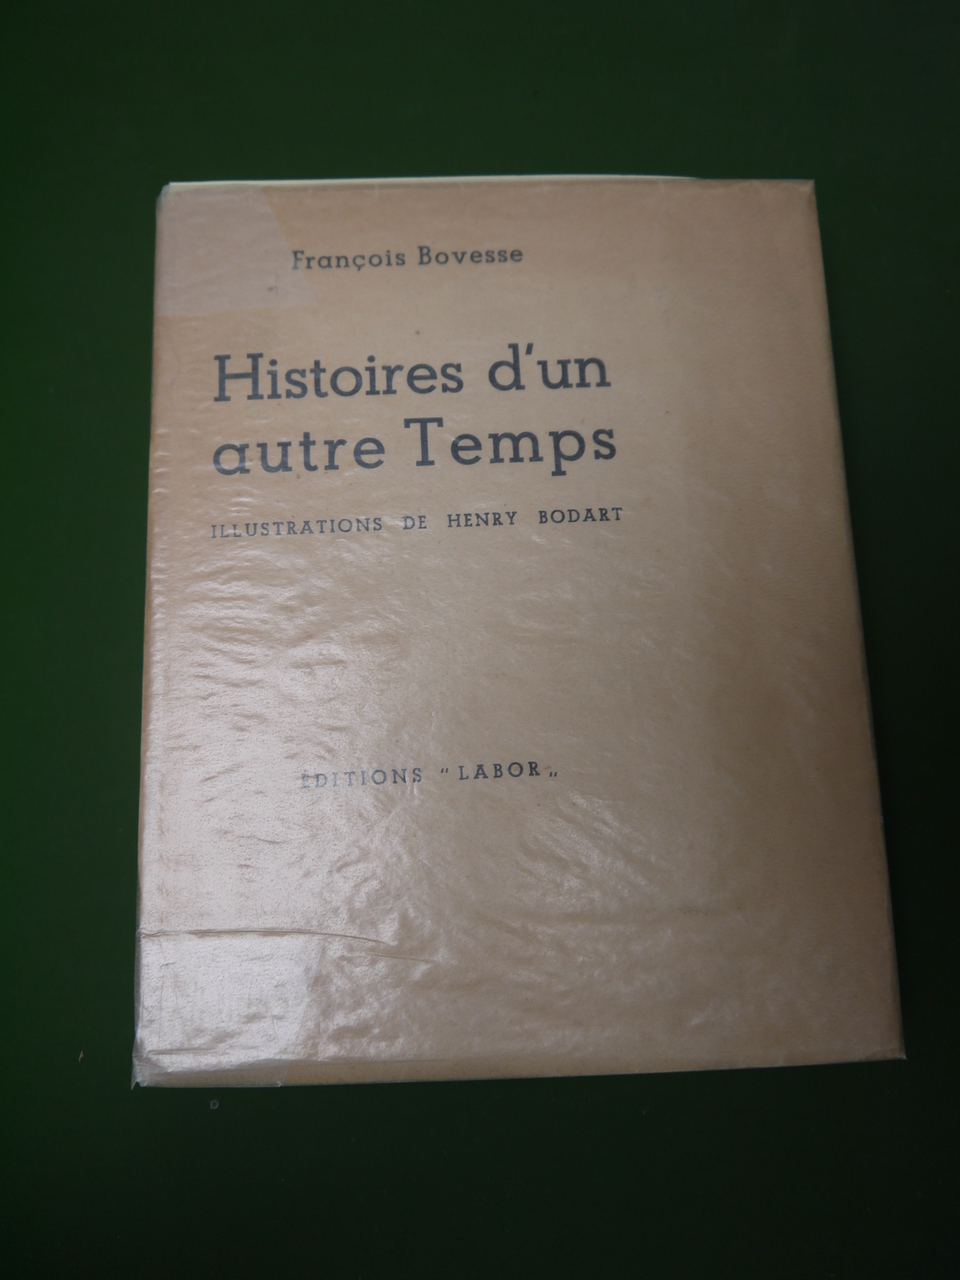 François Bovesse
Histoires d'un
autre Temps
ILLUSTRATIONS DE HENRY BODART
ÉDITIONS "LABOR„